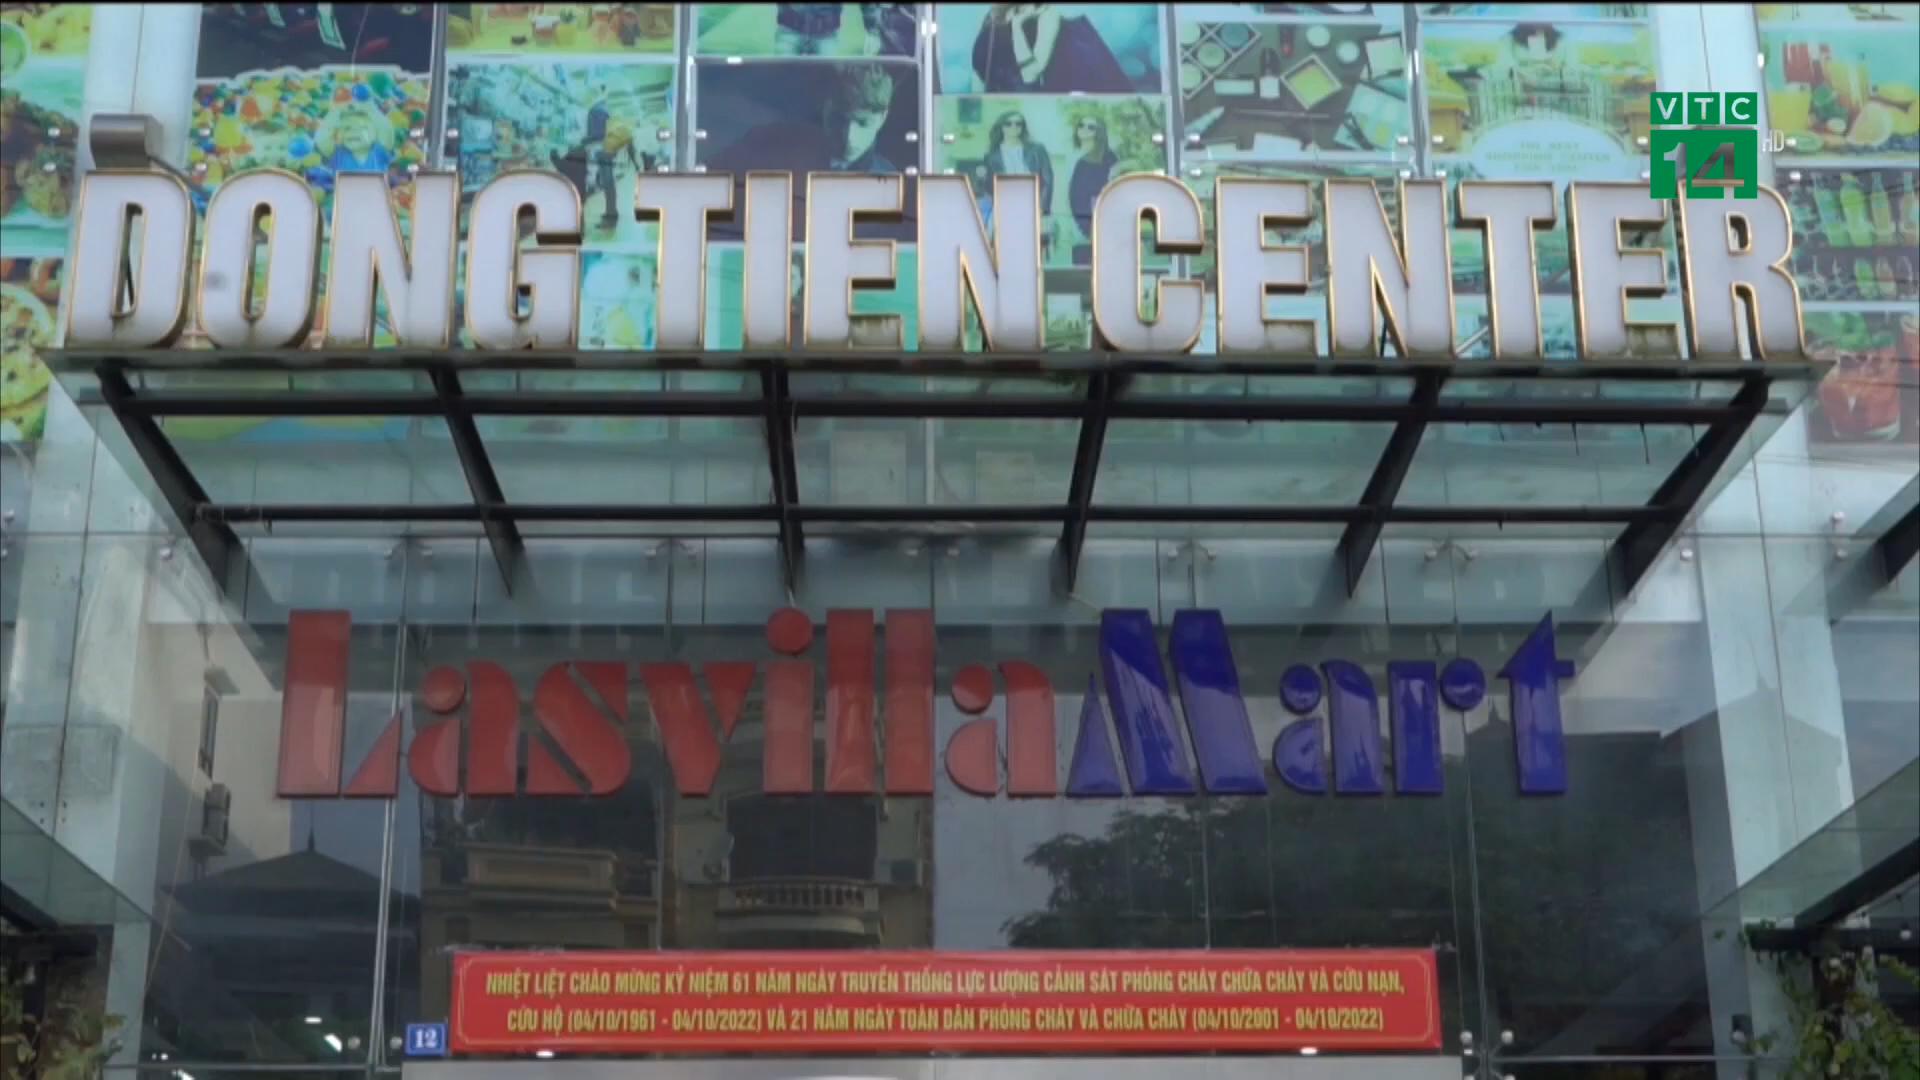 VTC
14 HD
DONG TIEN CENTER
LasvillaMart
NHIỆT LIỆT CHÀO MỪNG KỶ NIỆM 61 NĂM NGÀY TRUYỀN THỐNG LỰC LƯỢNG CẢNH SÁT PHÒNG CHÁY CHỮA CHÁY VÀ CỨU NẠN,
CỨU HỘ (04/10/1961 - 04/10/2022) VÀ 21 NĂM NGÀY TOÀN DÂN PHÒNG CHÁY VÀ CHỮA CHÁY (04/10/2001 - 04/10/2022)
12